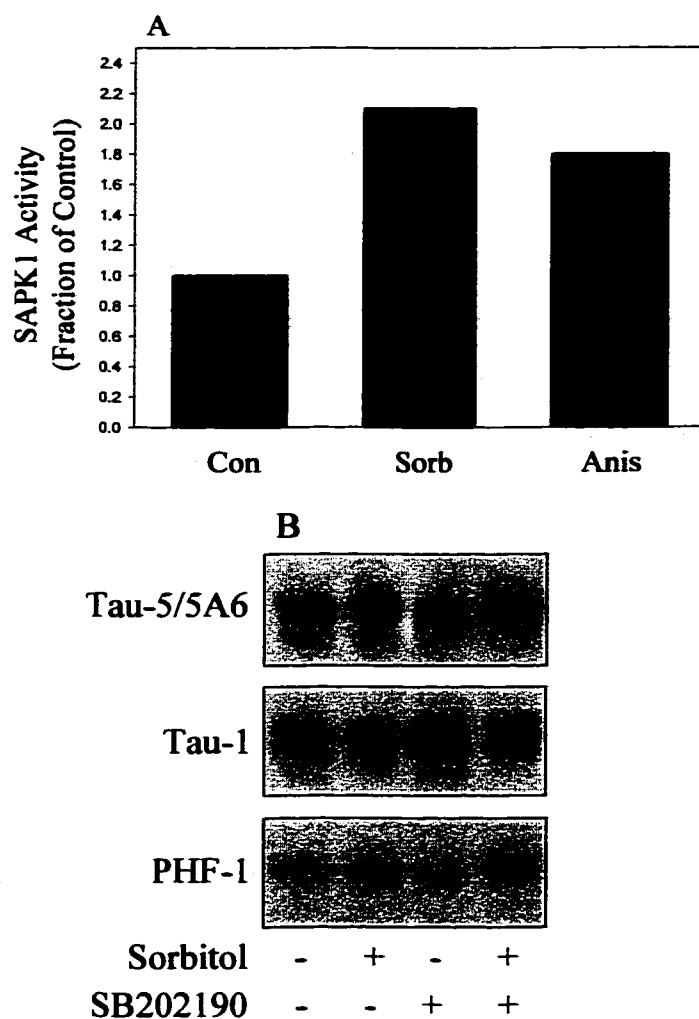 A
SAPK1 Activity
(Fraction of Control)
2.4
2.2
2.0
1.8
1.6
1.4
1.2
1.0
0.8
0.6
0.4
0.2
0.0
Con Sorb Anis
B
Tau-5/5A6
Tau-1
PHF-1
Sorbitol - + - +
SB202190 - - + +